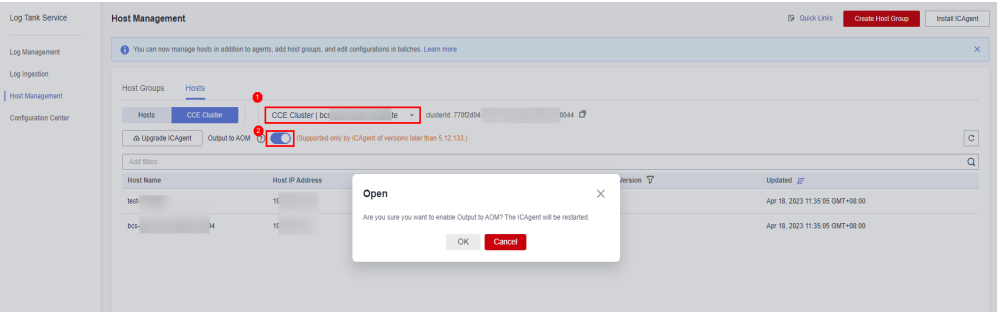 Log Tank Service
Host Management
Quick Links
Create Host Group
Install ICAgent
Log Management
Log Ingestion
Host Management
Configuration Center
You can now manage hosts in addition to agents, add host groups, and edit configurations in batches. Learn more
Host Groups
Hosts
1
Hosts
CCE Cluster
CCE Cluster | bcs
te
clusterId: 770f2d04
0044
Upgrade ICAgent
Output to AOM
2
(Supported only by ICAgent of versions later than 5.12.133.)
Add filters
Host Name
Host IP Address
Version
Updated
test-
19
Apr 18, 2023 11:35:05 GMT+08:00
bcs-
04
19
Apr 18, 2023 11:35:05 GMT+08:00
Open
Are you sure you want to enable Output to AOM? The ICAgent will be restarted.
OK
Cancel